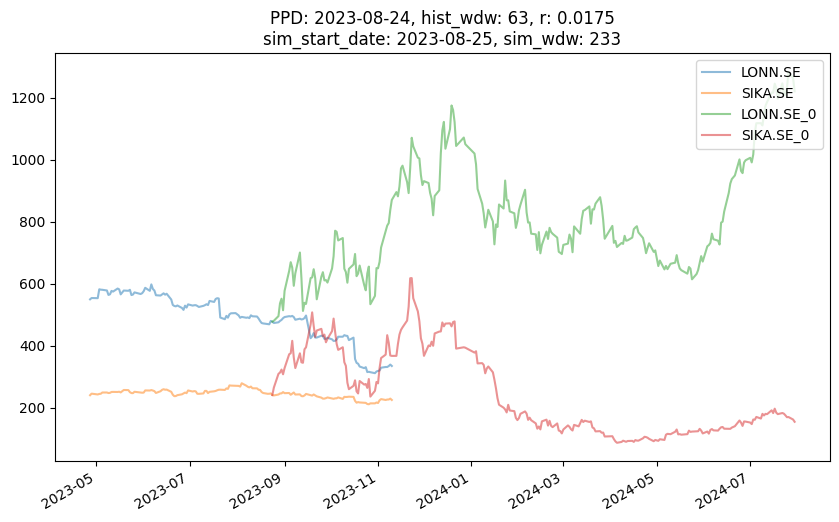 PPD: 2023-08-24, hist_wdw: 63, r: 0.0175
sim_start_date: 2023-08-25, sim_wdw: 233
LONN.SE
SIKA.SE
LONN.SE_0
SIKA.SE_0
1200
1000
800
600
400
200
2023-05
2023-07
2023-09
2023-11
2024-01
2024-03
2024-05
2024-07